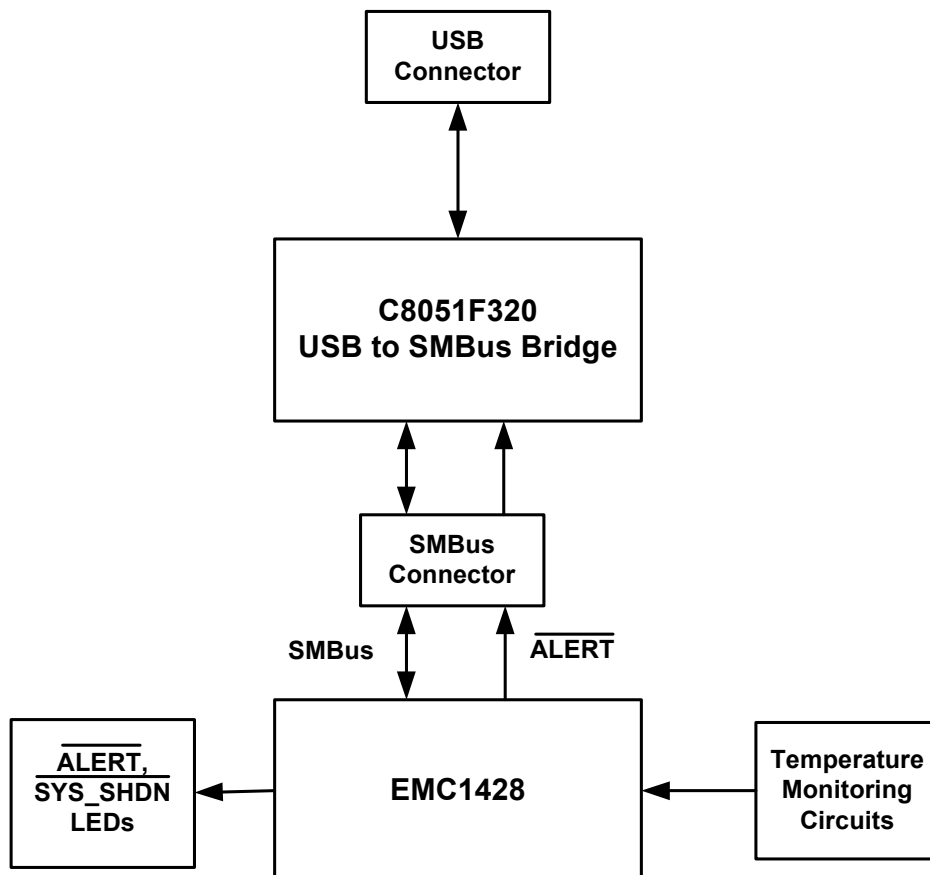 USB
Connector
C8051F320
USB to SMBus Bridge
SMBus
Connector
SMBus
ALERT
ALERT,
SYS_SHDN
LEDs
EMC1428
Temperature
Monitoring
Circuits